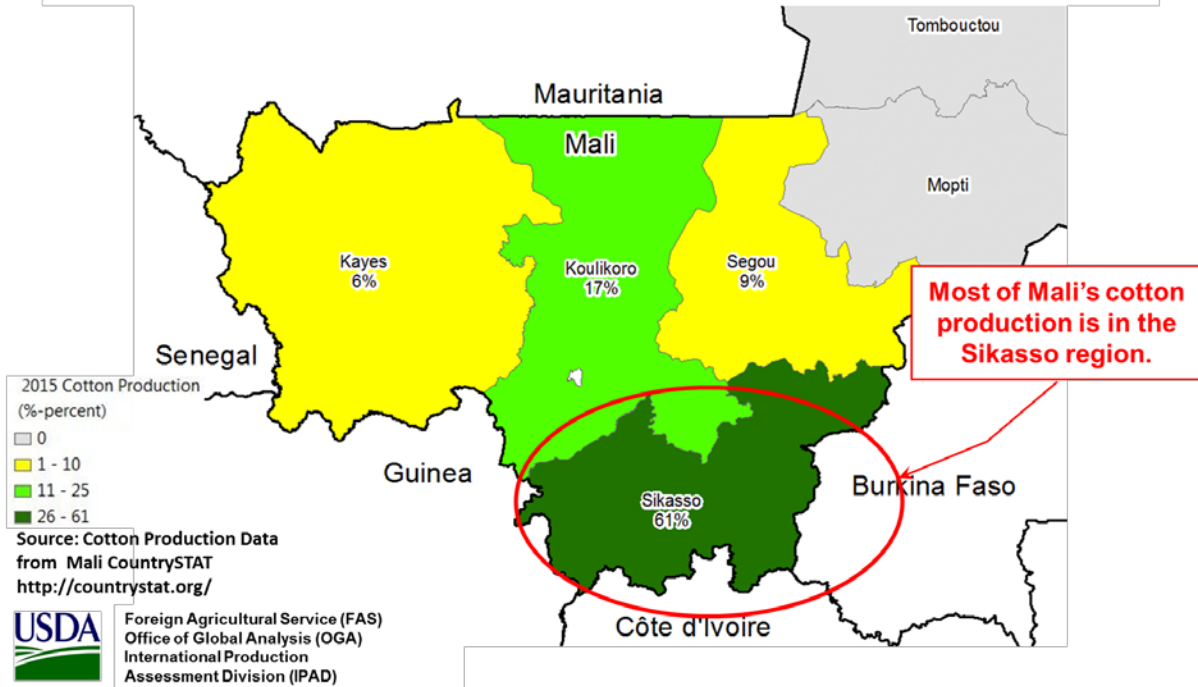 Tombouctou
Mauritania
Mali
Mopti
Kayes
6%
Koulikoro
17%
Segou
9%
Most of Mali’s cotton
production is in the
Sikasso region.
Senegal
2015 Cotton Production
(%-percent)
0
1 - 10
11 - 25
26 - 61
Guinea
Burkina Faso
Sikasso
61%
Côte d'Ivoire
Source: Cotton Production Data
from Mali CountrySTAT
http://countrystat.org/
USDA
Foreign Agricultural Service (FAS)
Office of Global Analysis (OGA)
International Production
Assessment Division (IPAD)